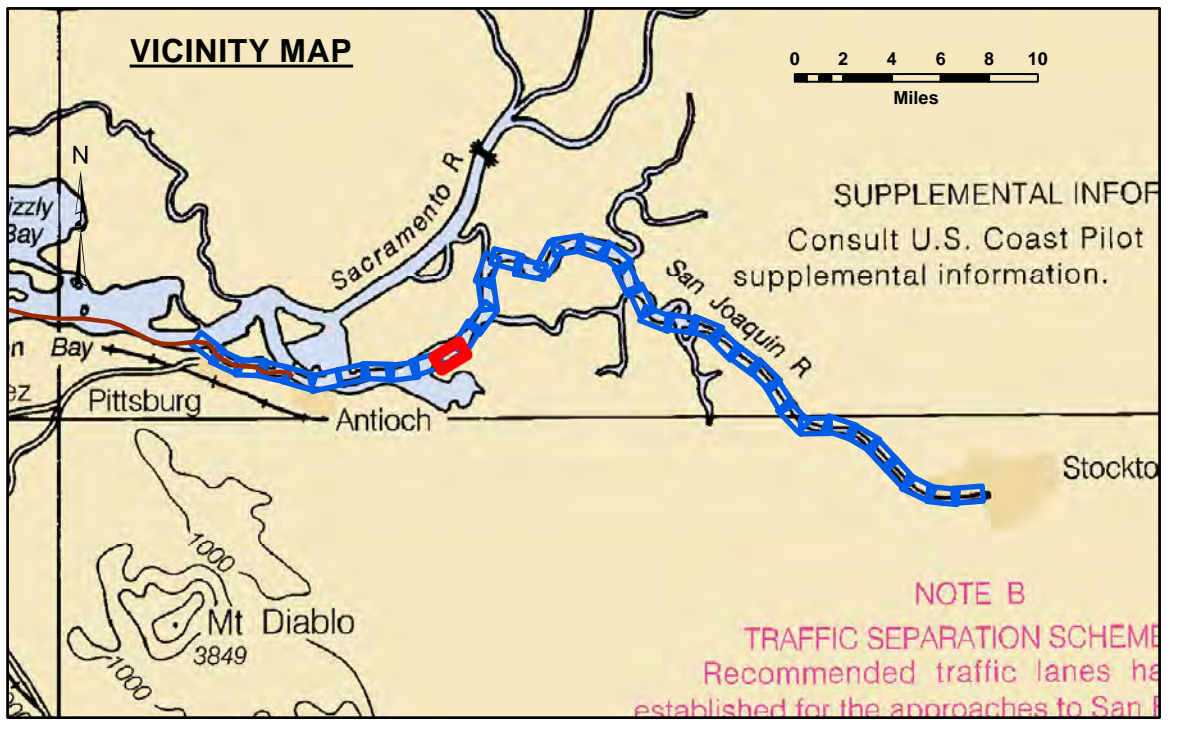 VICINITY MAP
0 2 4 6 8 10
Miles
N
Sacramento R
izzly
Bay
SUPPLEMENTAL INFOR
Consult U.S. Coast Pilot
supplemental information.
San Joaquin R
n Bay
ez
Pittsburg
Antioch
Stockto
1000
Mt Diablo
3849
1000
NOTE B
TRAFFIC SEPARATION SCHEME
Recommended traffic lanes ha
established for the approaches to San F